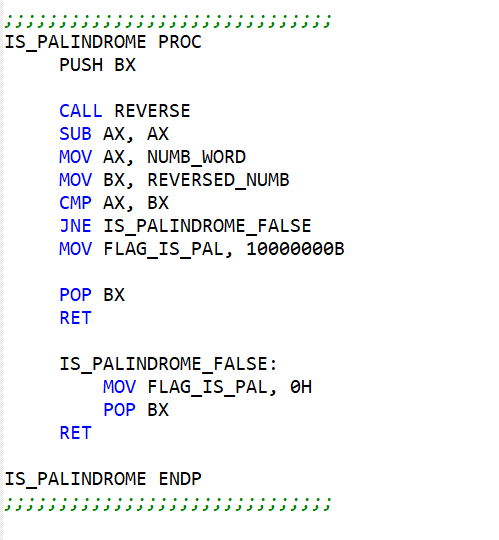 ;;;;;;;;;;;;;;;;;;;;;;;;;;;;;;
IS_PALINDROME PROC
PUSH BX
CALL REVERSE
SUB AX, AX
MOV AX, NUMB_WORD
MOV BX, REVERSED_NUMB
CMP AX, BX
JNE IS_PALINDROME_FALSE
MOV FLAG_IS_PAL, 10000000B
POP BX
RET
IS_PALINDROME_FALSE:
MOV FLAG_IS_PAL, 0H
POP BX
RET
IS_PALINDROME ENDP
;;;;;;;;;;;;;;;;;;;;;;;;;;;;;;